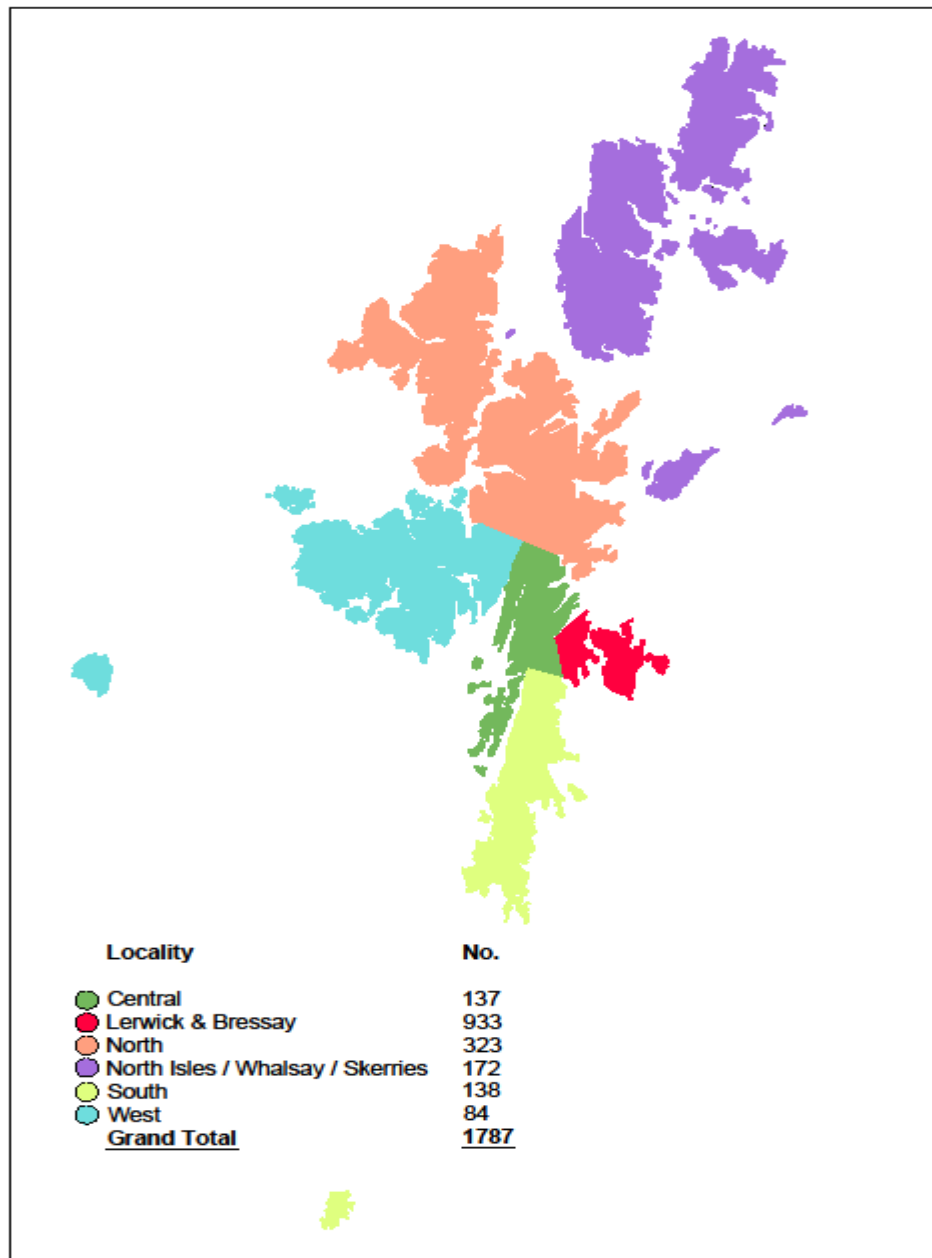 Locality No.
Central 137
Lerwick & Bressay 933
North 323
North Isles / Whalsay / Skerries 172
South 138
West 84
Grand Total 1787